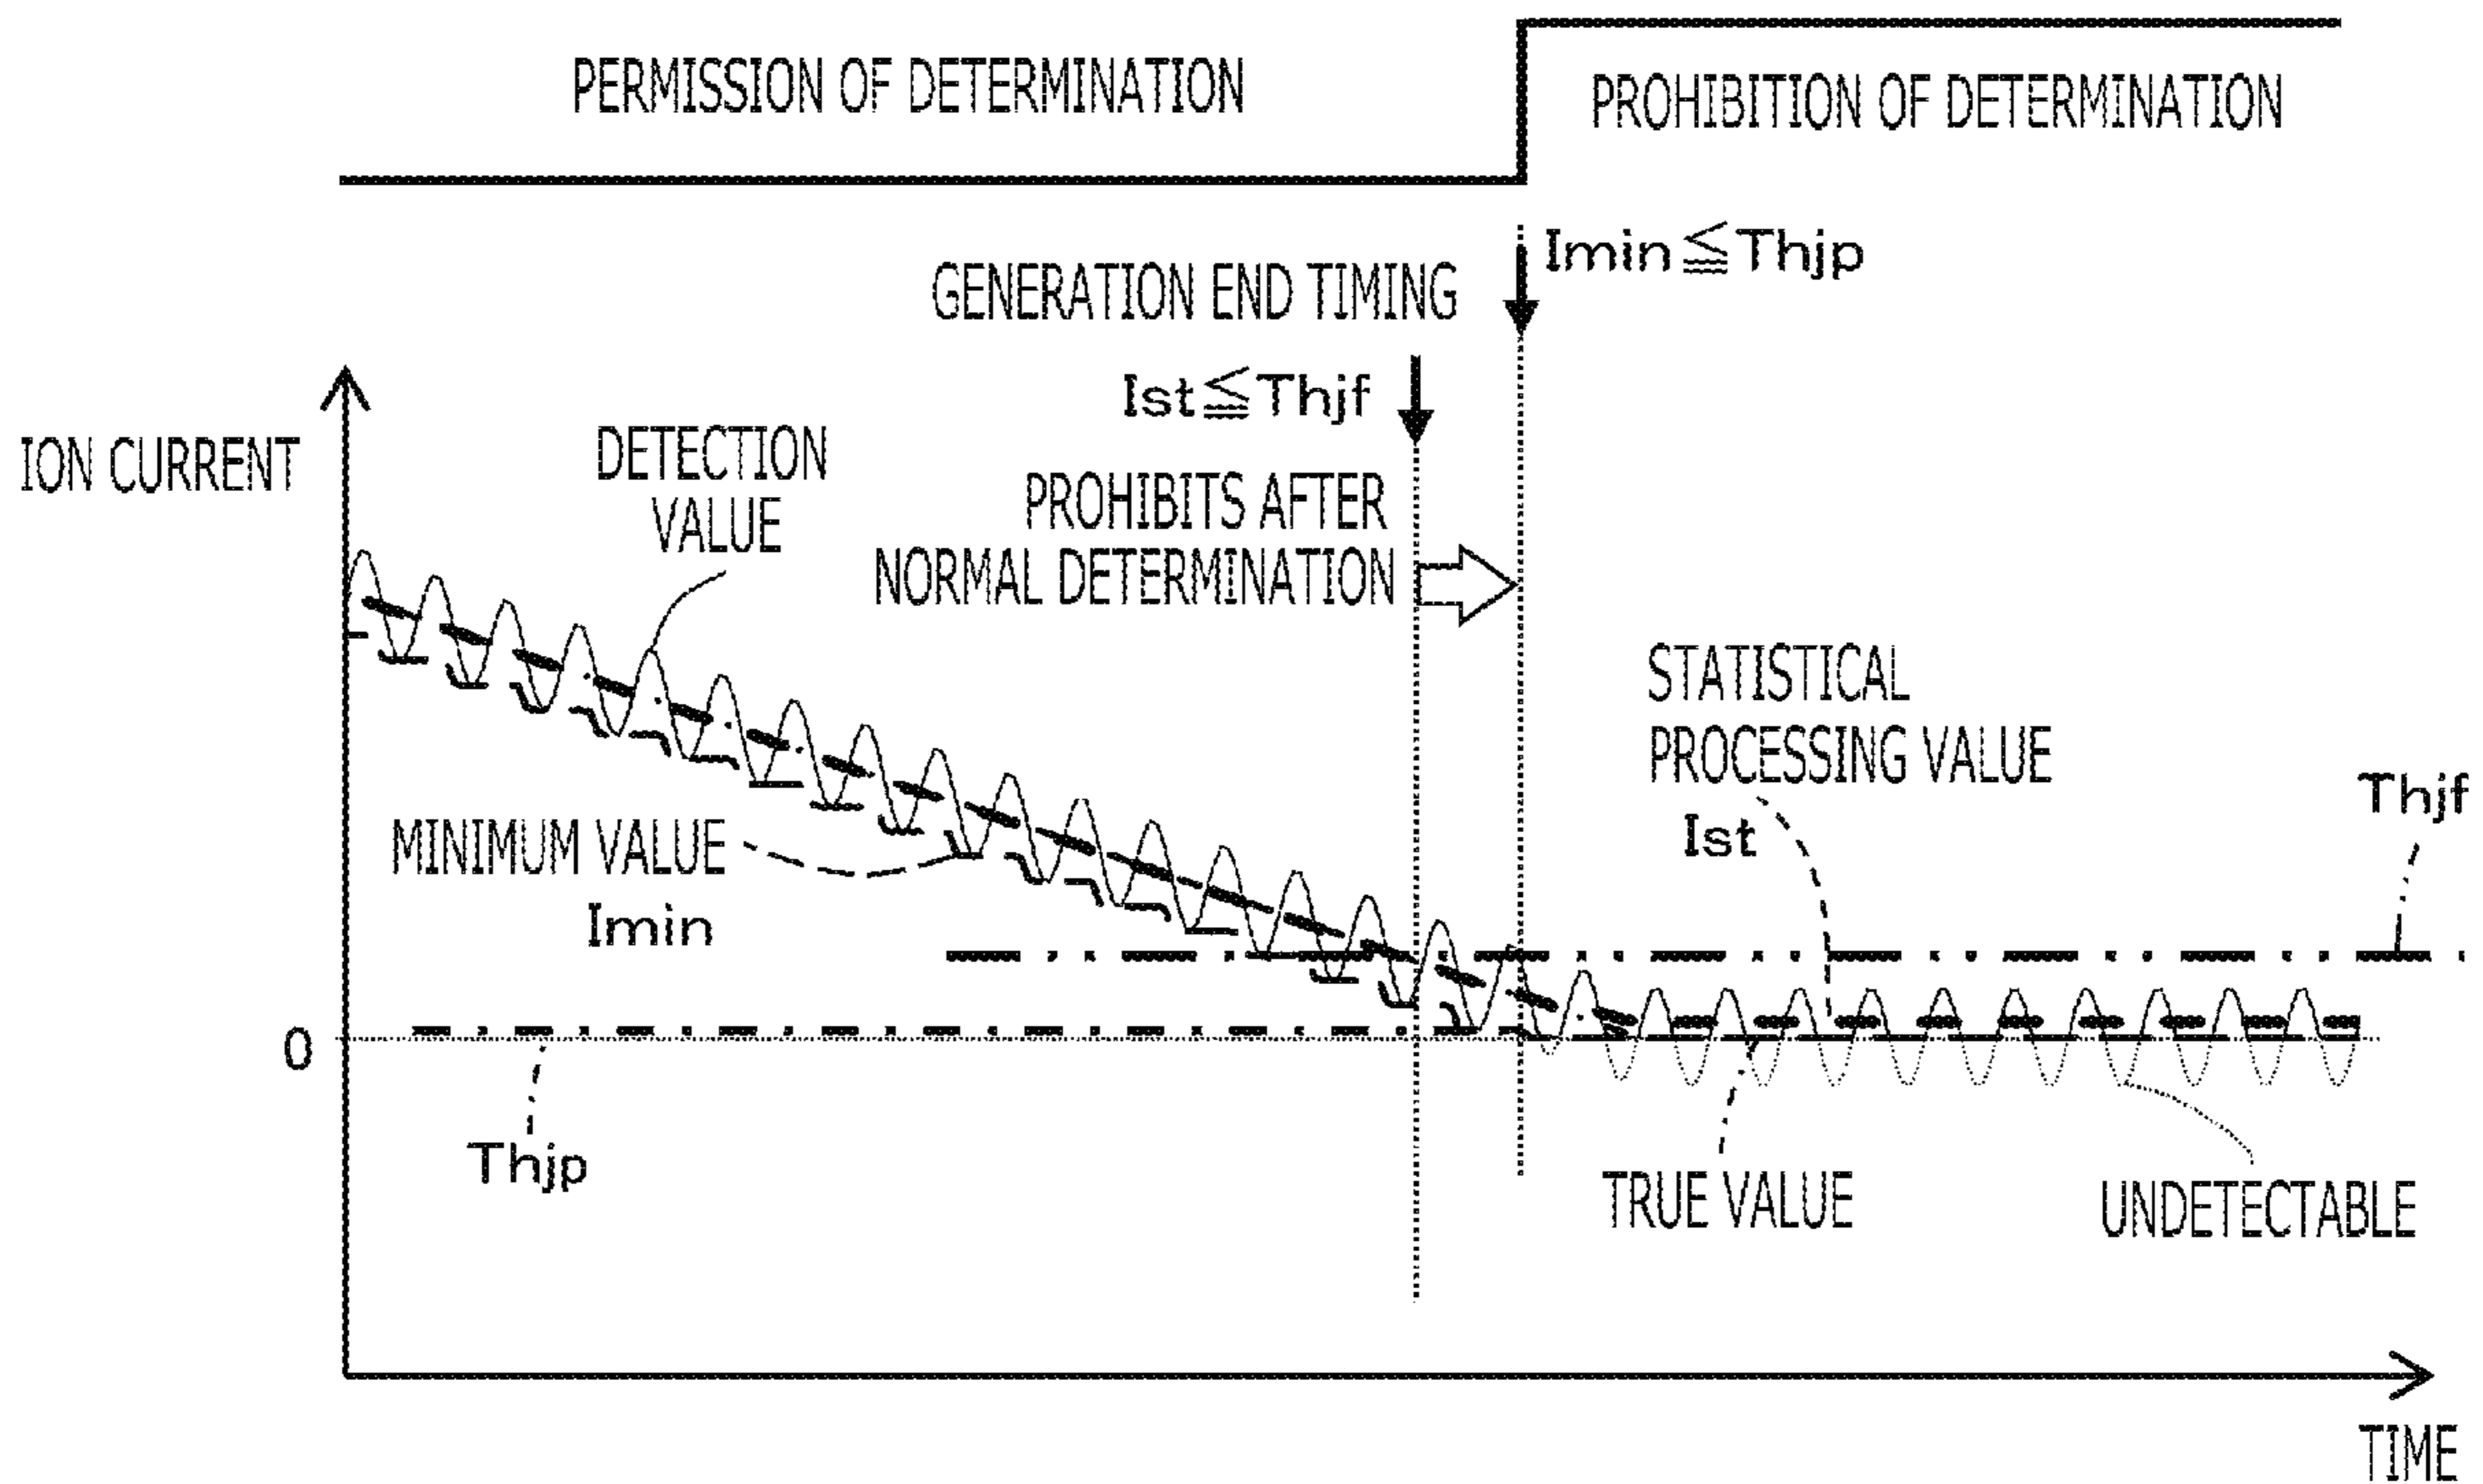 PERMISSION OF DETERMINATION
PROHIBITION OF DETERMINATION
Imin≦Thjp
GENERATION END TIMING
Ist≦Thjf
ION CURRENT
DETECTION
VALUE
PROHIBITS AFTER
NORMAL DETERMINATION
STATISTICAL
PROCESSING VALUE
Ist
Thjf
MINIMUM VALUE
Imin
0
Thjp
TRUE VALUE
UNDETECTABLE
TIME